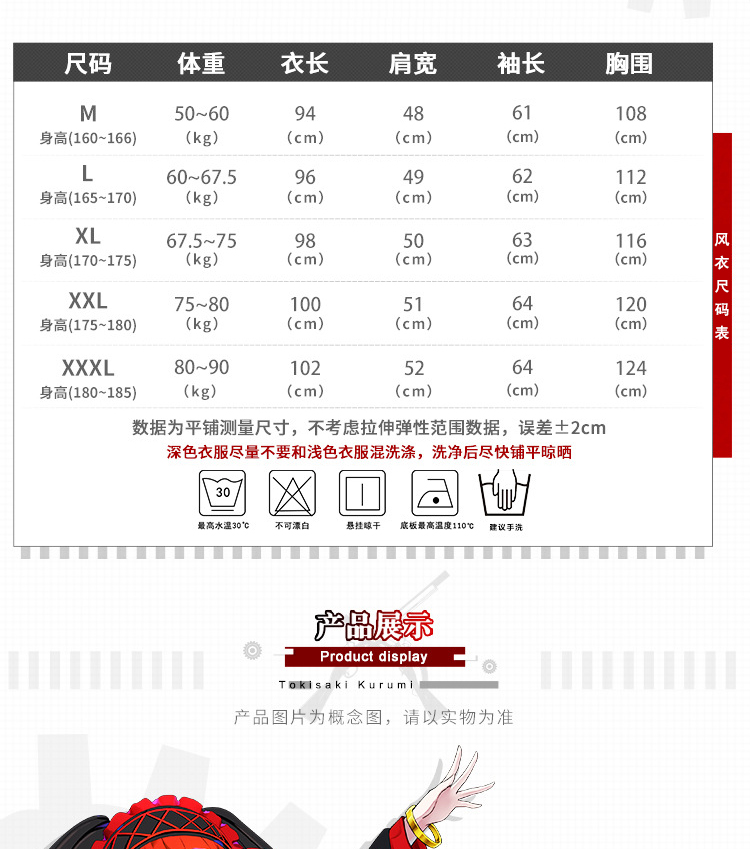 尺码 体重 衣长 肩宽 袖长 胸围
M 50~60 94 48 61 108
身高(160~166) (kg) (cm) (cm) (cm) (cm)
L 60~67.5 96 49 62 112
身高(165~170) (kg) (cm) (cm) (cm) (cm)
XL 67.5~75 98 50 63 116
身高(170~175) (kg) (cm) (cm) (cm) (cm)
XXL 75~80 100 51 64 120
身高(175~180) (kg) (cm) (cm) (cm) (cm)
XXXL 80~90 102 52 64 124
身高(180~185) (kg) (cm) (cm) (cm) (cm)
风衣尺码表
数据为平铺测量尺寸，不考虑拉伸弹性范围数据，误差±2cm
深色衣服尽量不要和浅色衣服混洗涤，洗净后尽快铺平晾晒
30
最高水温30℃ 不可漂白 悬挂晾干 底板最高温度110℃ 建议手洗
产品展示
Product display
Tokisaki Kurumi
产品图片为概念图，请以实物为准